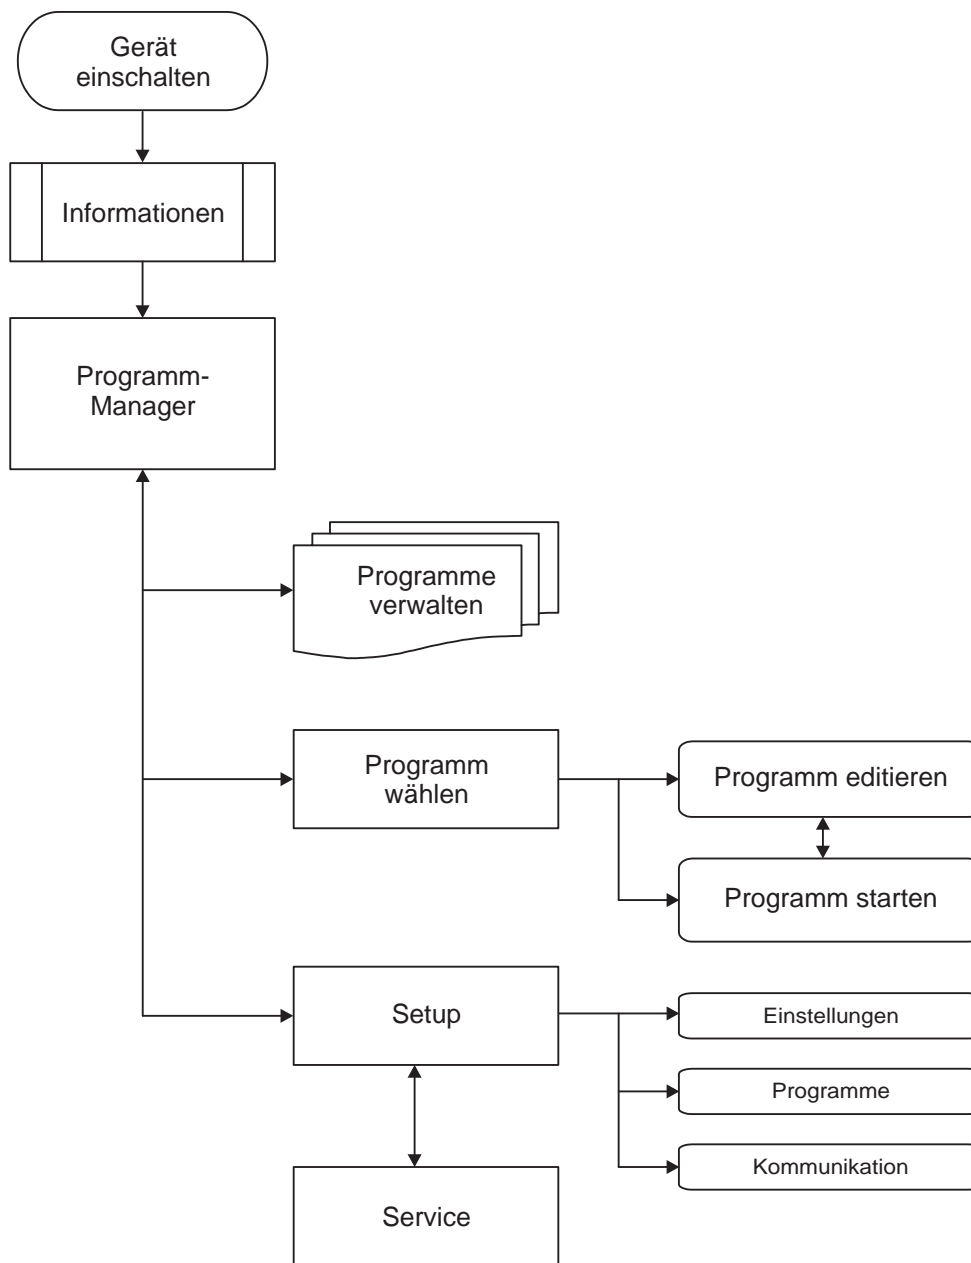 Gerät
einschalten
Informationen
Programm-
Manager
Programme
verwalten
Programm
wählen
Programm editieren
Programm starten
Setup
Einstellungen
Programme
Kommunikation
Service